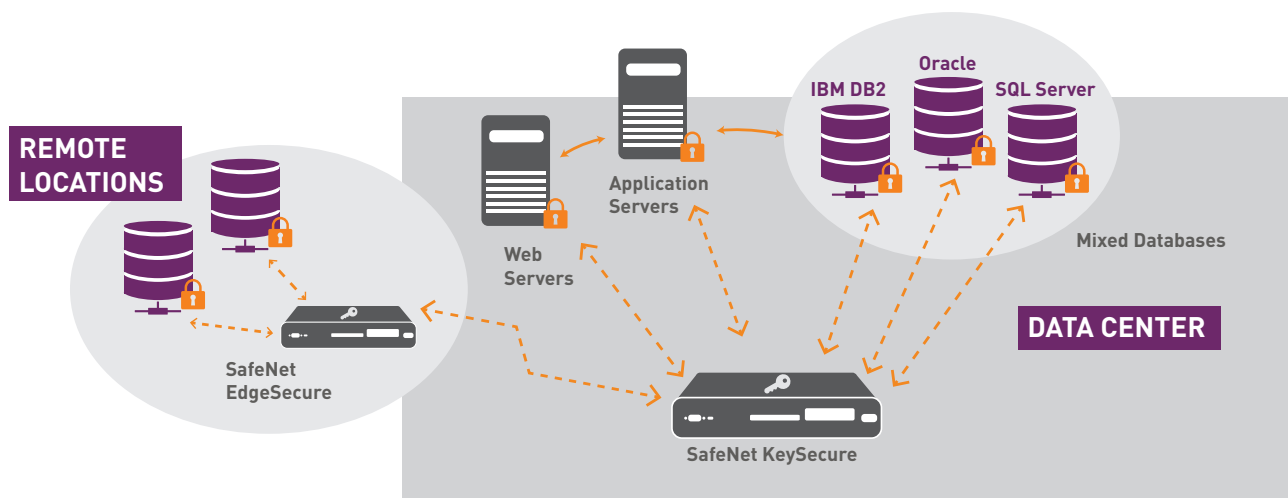 REMOTE
LOCATIONS
SafeNet
EdgeSecure
Web
Servers
Application
Servers
IBM DB2
Oracle
SQL Server
Mixed Databases
DATA CENTER
SafeNet KeySecure